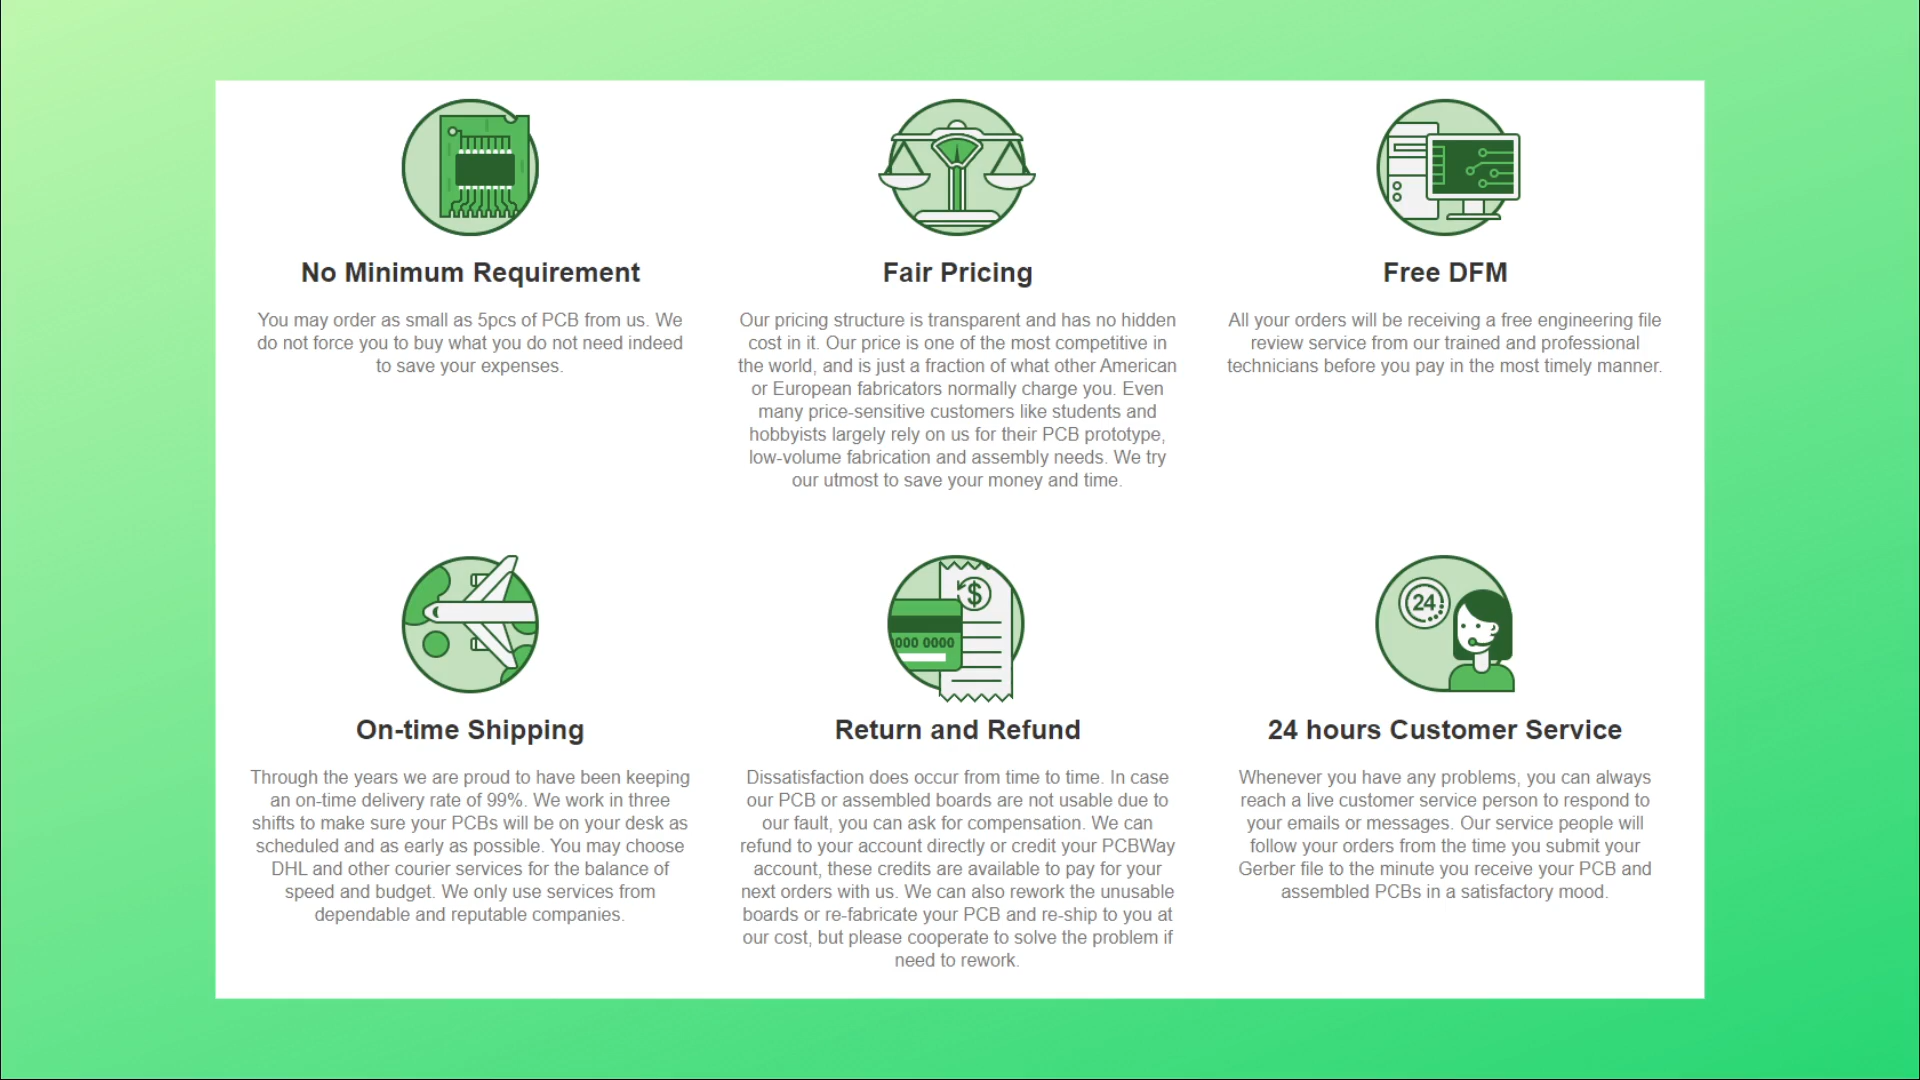 No Minimum Requirement
You may order as small as 5pcs of PCB from us. We
do not force you to buy what you do not need indeed
to save your expenses.
Fair Pricing
Our pricing structure is transparent and has no hidden
cost in it. Our price is one of the most competitive in
the world, and is just a fraction of what other American
or European fabricators normally charge you. Even
many price-sensitive customers like students and
hobbyists largely rely on us for their PCB prototype,
low-volume fabrication and assembly needs. We try
our utmost to save your money and time.
Free DFM
All your orders will be receiving a free engineering file
review service from our trained and professional
technicians before you pay in the most timely manner.
On-time Shipping
Through the years we are proud to have been keeping
an on-time delivery rate of 99%. We work in three
shifts to make sure your PCBs will be on your desk as
scheduled and as early as possible. You may choose
DHL and other courier services for the balance of
speed and budget. We only use services from
dependable and reputable companies.
$
000 0000
Return and Refund
Dissatisfaction does occur from time to time. In case
our PCB or assembled boards are not usable due to
our fault, you can ask for compensation. We can
refund to your account directly or credit your PCBWay
account, these credits are available to pay for your
next orders with us. We can also rework the unusable
boards or re-fabricate your PCB and re-ship to you at
our cost, but please cooperate to solve the problem if
need to rework.
24
24 hours Customer Service
Whenever you have any problems, you can always
reach a live customer service person to respond to
your emails or messages. Our service people will
follow your orders from the time you submit your
Gerber file to the minute you receive your PCB and
assembled PCBs in a satisfactory mood.